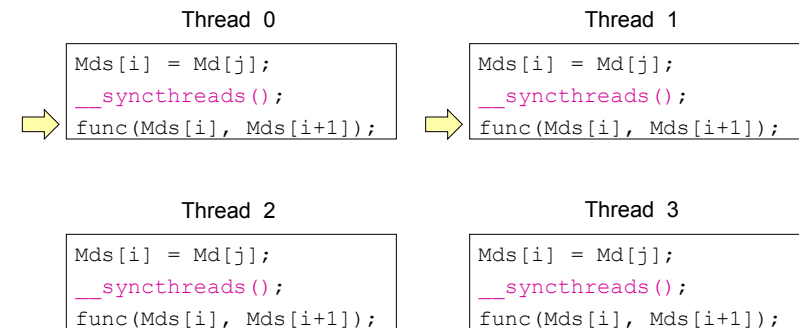 Thread 0
Mds[i] = Md[j];
__syncthreads();
func(Mds[i], Mds[i+1]);
Thread 1
Mds[i] = Md[j];
__syncthreads();
func(Mds[i], Mds[i+1]);
Thread 2
Mds[i] = Md[j];
__syncthreads();
func(Mds[i], Mds[i+1]);
Thread 3
Mds[i] = Md[j];
__syncthreads();
func(Mds[i], Mds[i+1]);